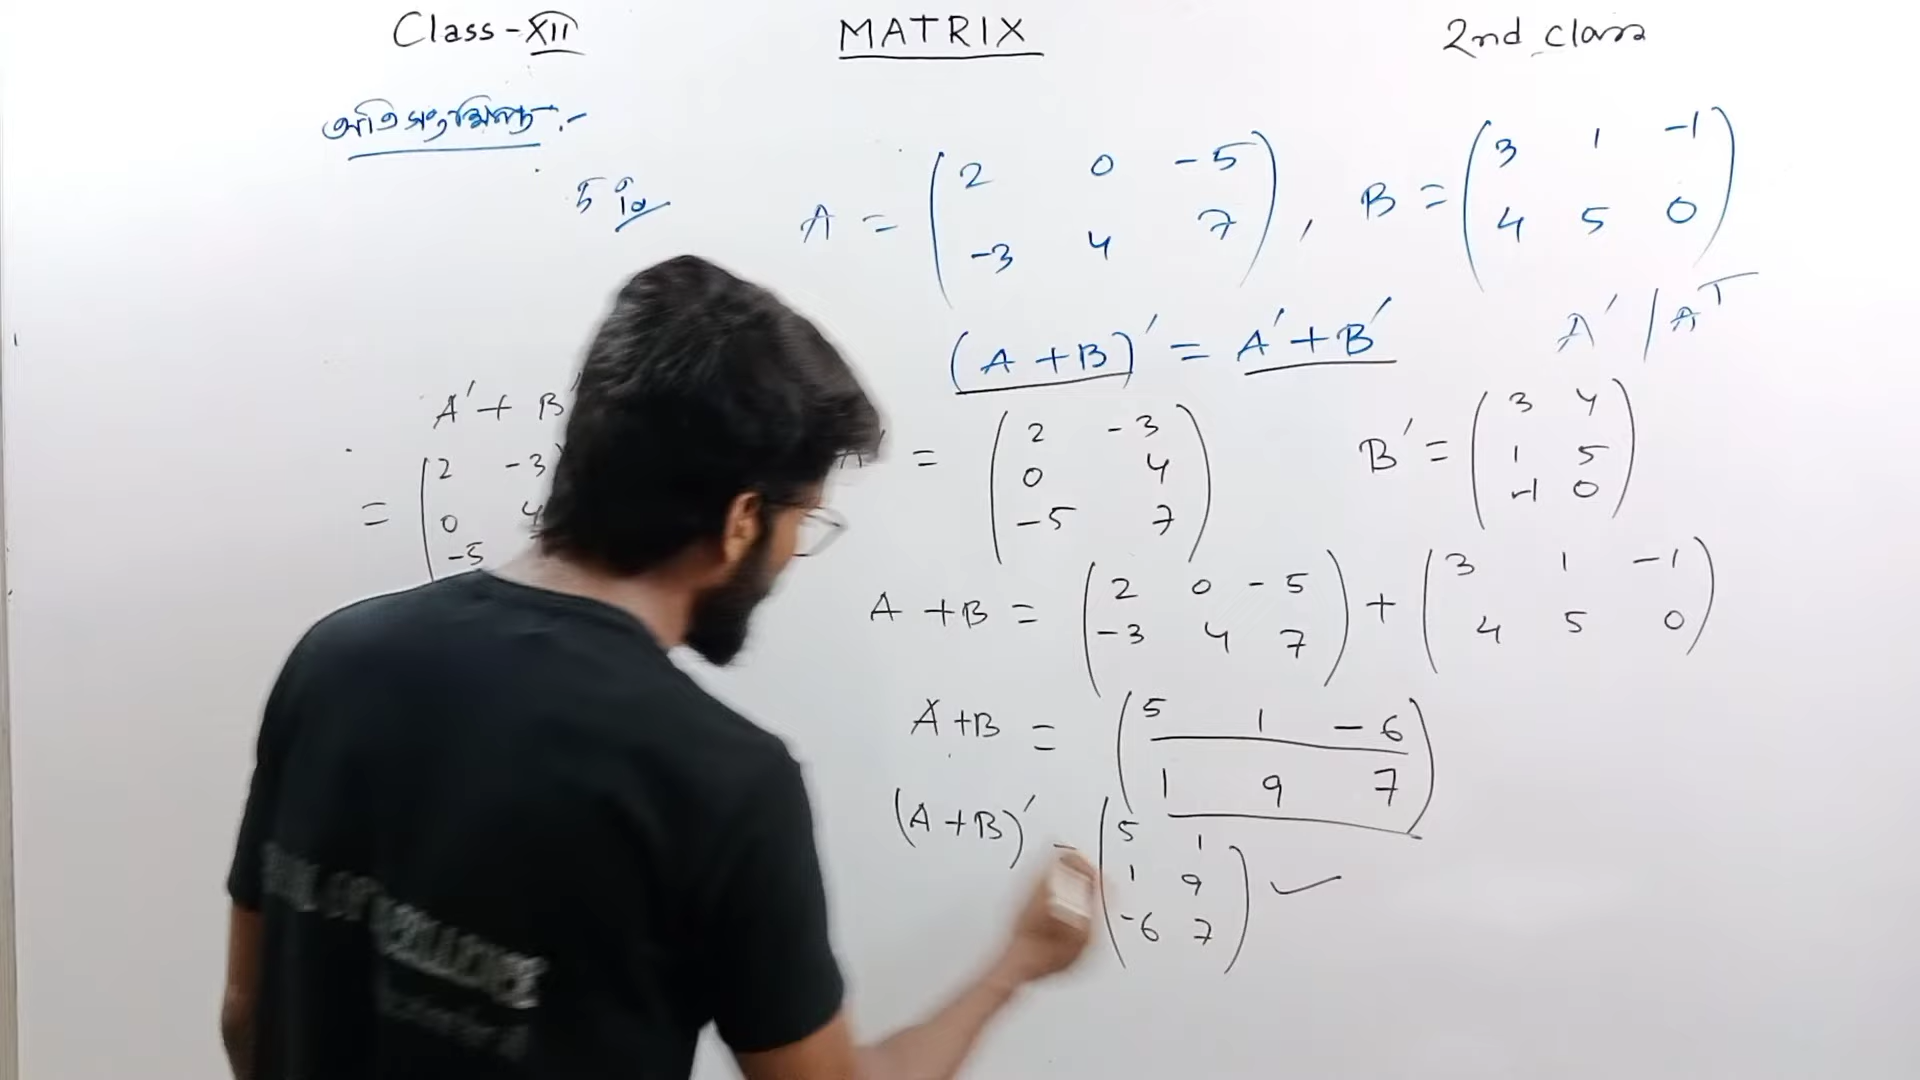 Class - XII MATRIX 2nd class
অতি সংক্ষিপ্ত :-
A = ( 2 0 -5 ) , B = ( 3 1 -1 )
-3 4 7 4 5 0
(A + B)' = A' + B' A' / A^T
A' + B' = ( 2 -3 ) B' = ( 3 4 )
= ( 2 -3 0 4 1 5
0 4 -5 7 -1 0
-5
A + B = ( 2 0 -5 ) + ( 3 1 -1 )
-3 4 7 4 5 0
A + B = ( 5 1 -6 )
1 9 7
(A + B)' = ( 5 1
1 9 ) ✓
-6 7